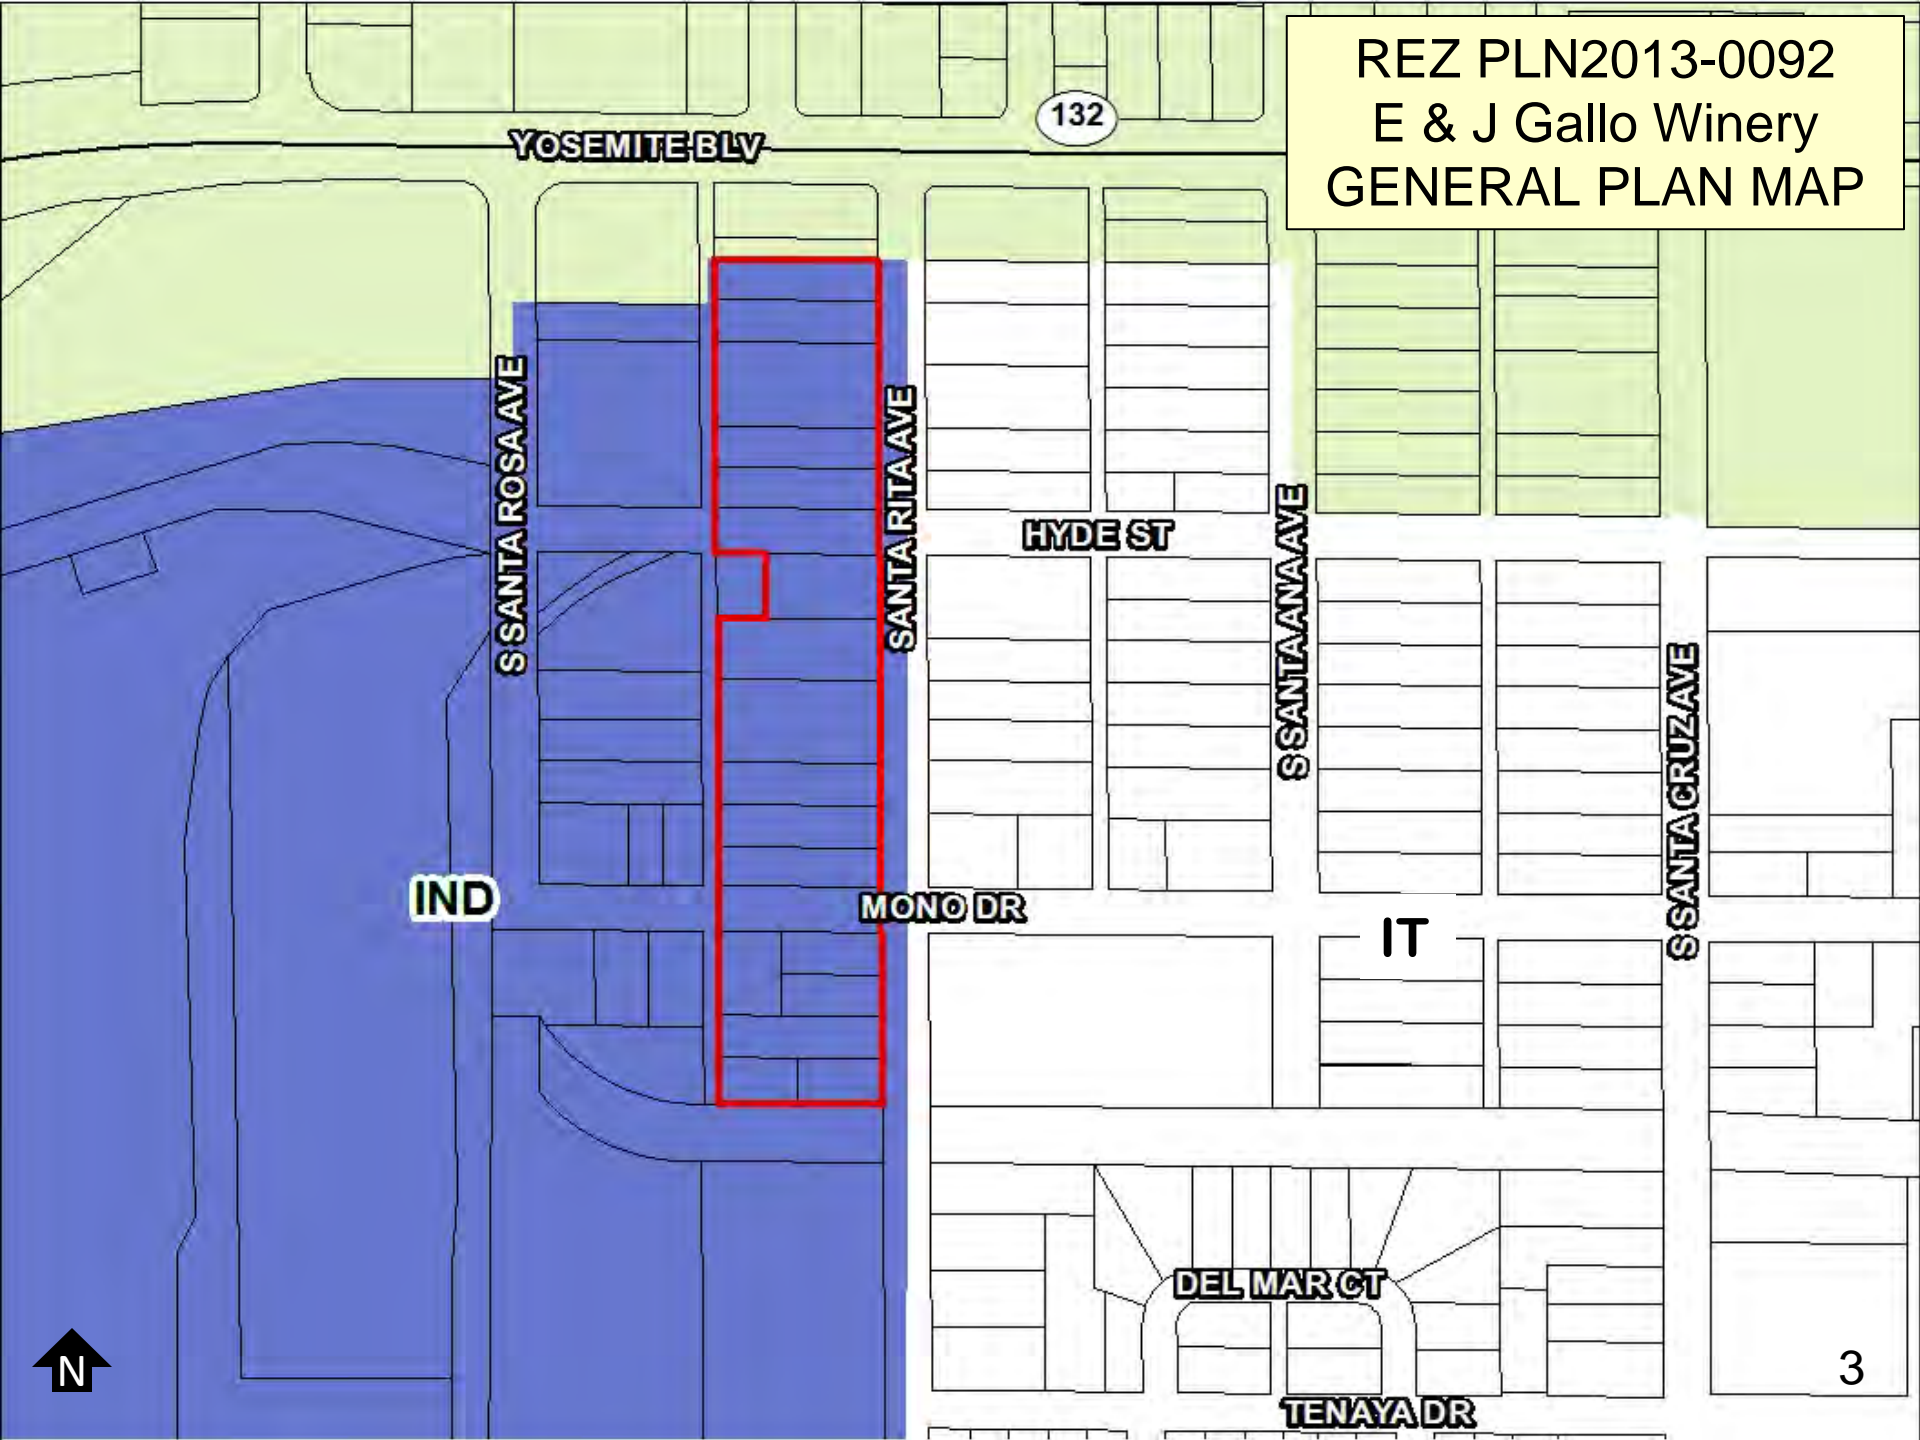 REZ PLN2013-0092
E & J Gallo Winery
GENERAL PLAN MAP
132
YOSEMITE BLV
S SANTA ROSA AVE
SANTA RITA AVE
HYDE ST
S SANTA ANA AVE
S SANTA CRUZ AVE
IND
MONO DR
IT
DEL MAR CT
N
3
TENAYA DR